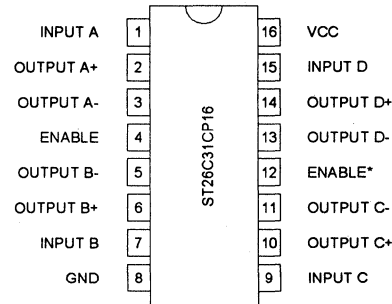 INPUT A 1 16 VCC
OUTPUT A+ 2 15 INPUT D
OUTPUT A- 3 14 OUTPUT D+
ENABLE 4 13 OUTPUT D-
OUTPUT B- 5 12 ENABLE*
OUTPUT B+ 6 11 OUTPUT C-
INPUT B 7 10 OUTPUT C+
GND 8 9 INPUT C
ST26C31CP16